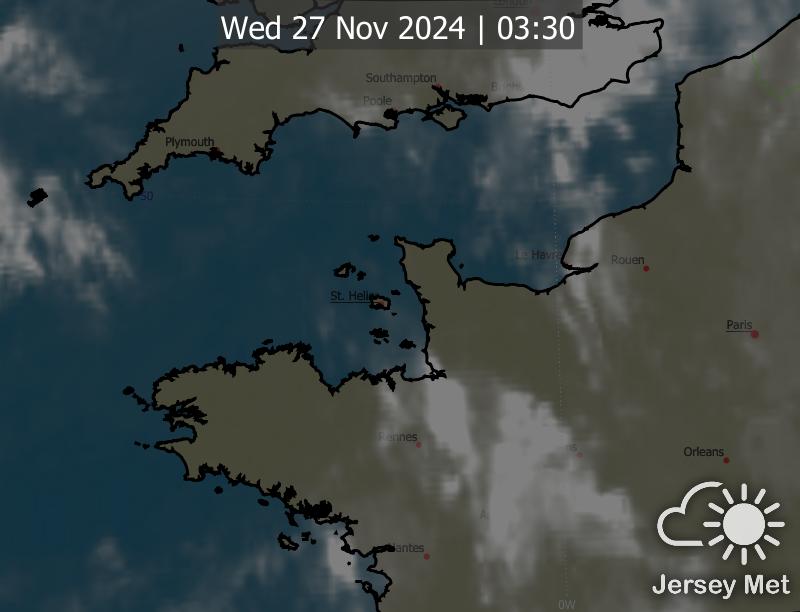 Wed 27 Nov 2024 | 03:30
London
Southampton
Poole
Plymouth
50
Le Havre
Rouen
St. Helier
Paris
Rennes
Orleans
Nantes
0W
Jersey Met